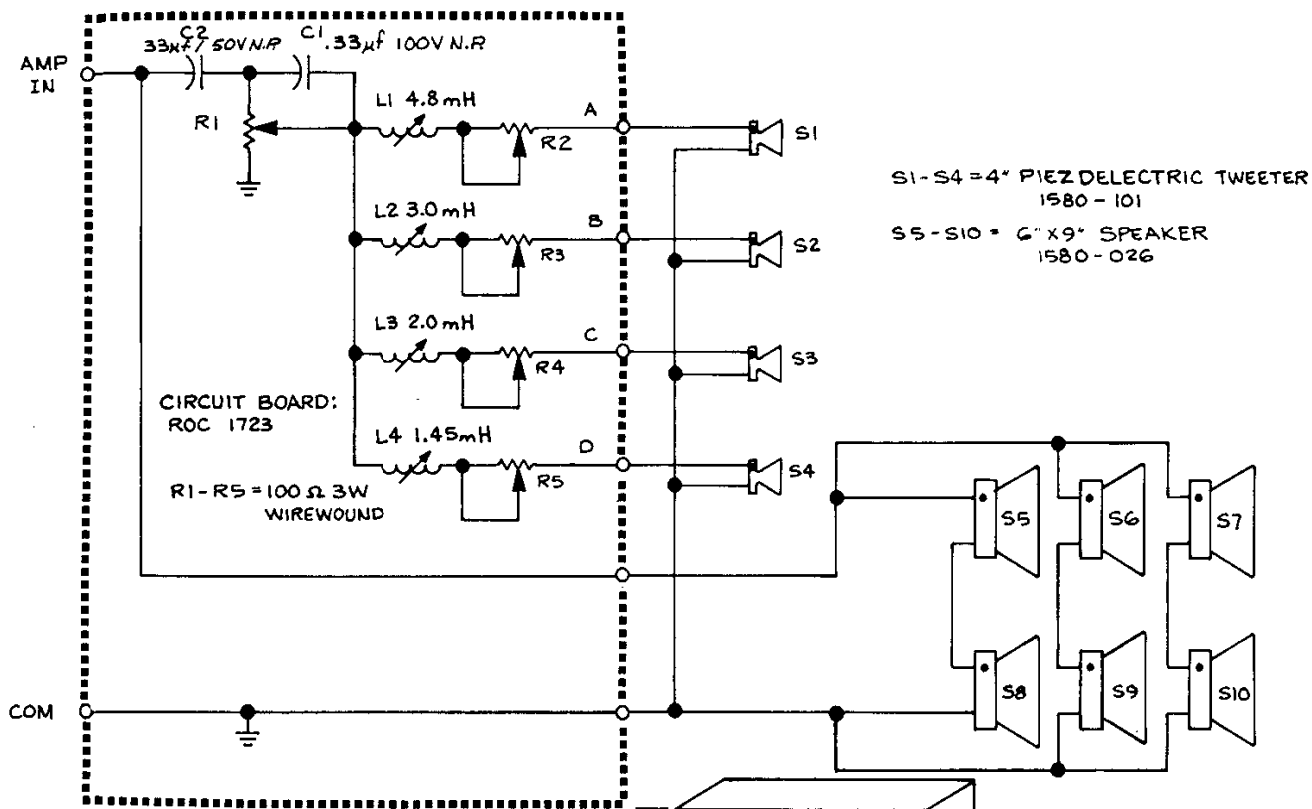 C2
33µf / 50V N.P
C1
.33µf 100V N.P
AMP
IN
R1
L1 4.8mH
A
R2
S1
L2 3.0mH
B
R3
S2
L3 2.0mH
C
R4
S3
L4 1.45mH
D
R5
S4
S1-S4 = 4" PIEZDELECTRIC TWEETER
1580-101
S5-S10 = 6"X9" SPEAKER
1580-026
CIRCUIT BOARD:
ROC 1723
R1-R5 = 100 Ω 3W
WIREWOUND
S5
S6
S7
S8
S9
S10
COM